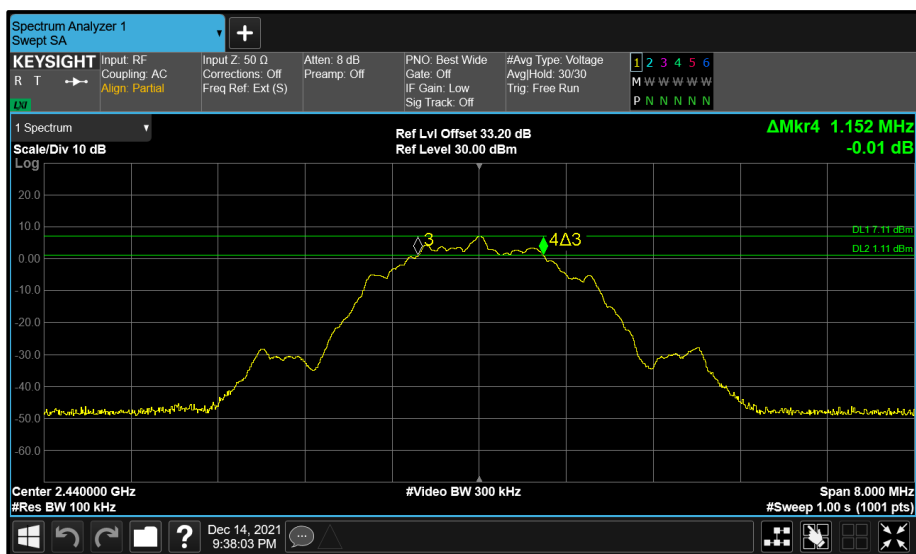 Spectrum Analyzer 1
Swept SA
KEYSIGHT
R T
LXI
Input: RF
Coupling: AC
Align: Partial
Input Z: 50 Ω
Corrections: Off
Freq Ref: Ext (S)
Atten: 8 dB
Preamp: Off
PNO: Best Wide
Gate: Off
IF Gain: Low
Sig Track: Off
#Avg Type: Voltage
Avg|Hold: 30/30
Trig: Free Run
1 2 3 4 5 6
M W W W W W
P N N N N N
1 Spectrum
Scale/Div 10 dB
Ref Lvl Offset 33.20 dB
Ref Level 30.00 dBm
ΔMkr4 1.152 MHz
-0.01 dB
Log
20.0
10.0
0.00
-10.0
-20.0
-30.0
-40.0
-50.0
-60.0
3
4Δ3
DL1 7.11 dBm
DL2 1.11 dBm
Center 2.440000 GHz
#Res BW 100 kHz
#Video BW 300 kHz
Span 8.000 MHz
#Sweep 1.00 s (1001 pts)
?
Dec 14, 2021
9:38:03 PM